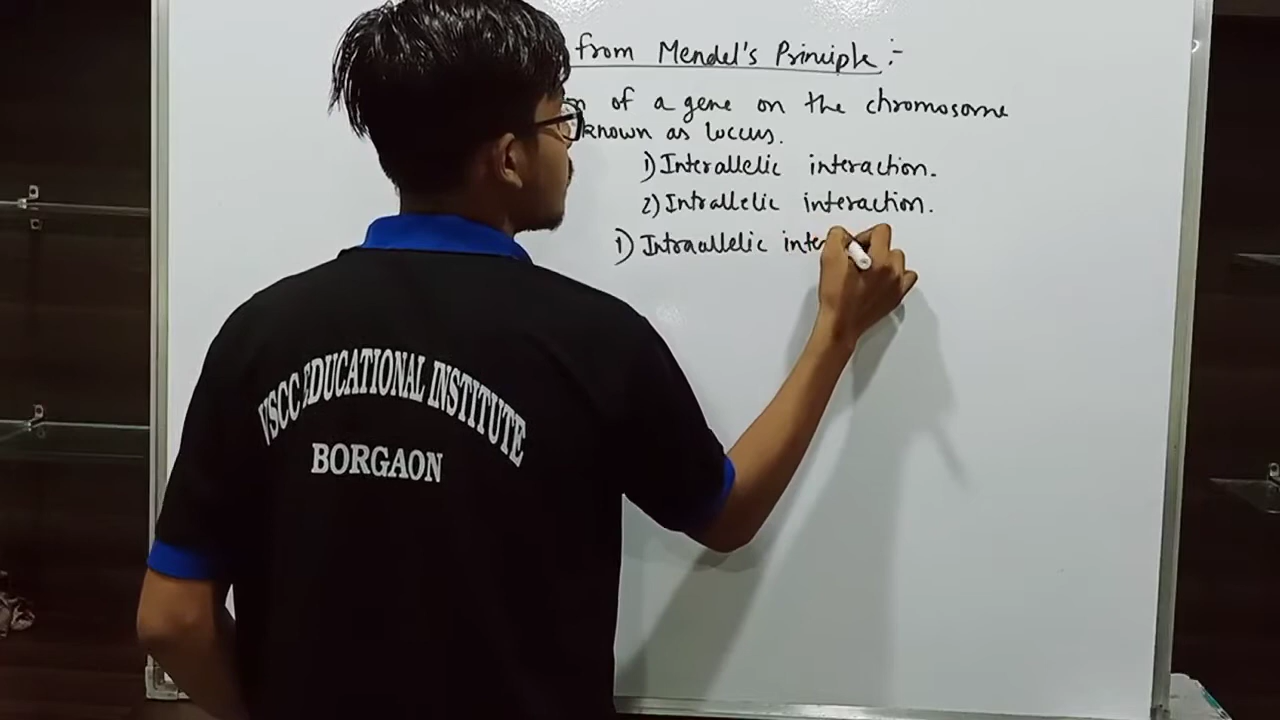 from Mendel's Principle :-
of a gene on the chromosome
known as locus.
1) Interallelic interaction.
2) Intrallelic interaction.
1) Intraallelic inte
VSCC EDUCATIONAL INSTITUTE
BORGAON